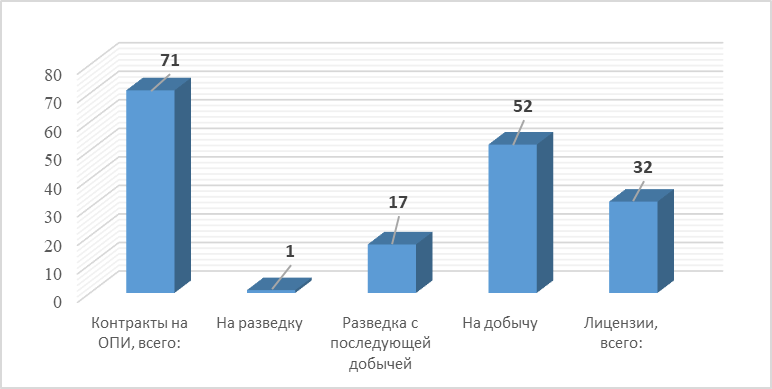 71
52
32
17
1
80
70
60
50
40
30
20
10
0
Контракты на
ОПИ, всего:
На разведку
Разведка с
последующей
добычей
На добычу
Лицензии,
всего: